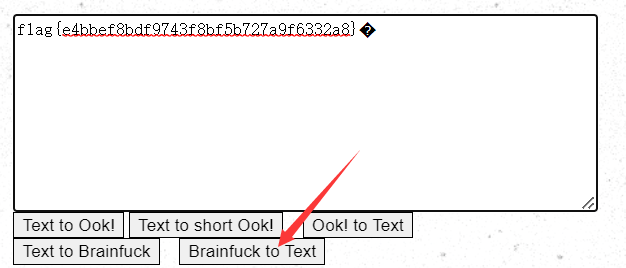 flag{e4bbef8bdf9743f8bf5b727a9f6332a8}�
Text to Ook! Text to short Ook! Ook! to Text
Text to Brainfuck Brainfuck to Text